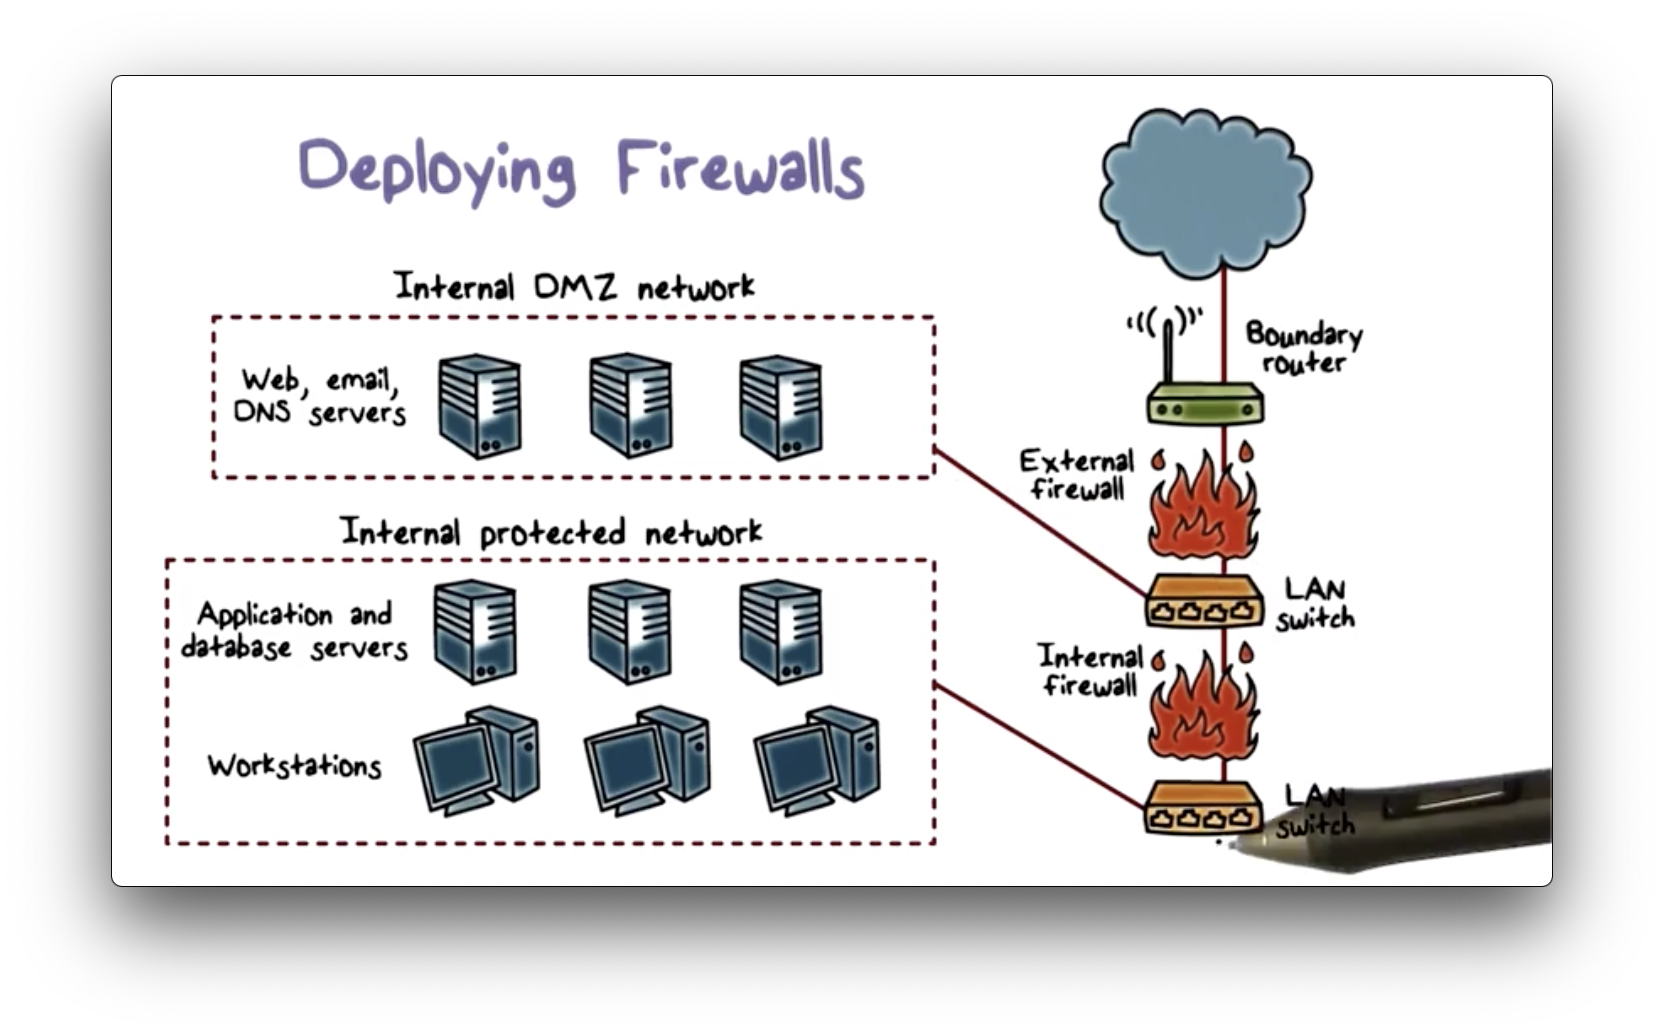 Deploying Firewalls
Internal DMZ network
Web, email,
DNS servers
Internal protected network
Application and
database servers
Workstations
Boundary
router
External
firewall
LAN
switch
Internal
firewall
LAN
switch